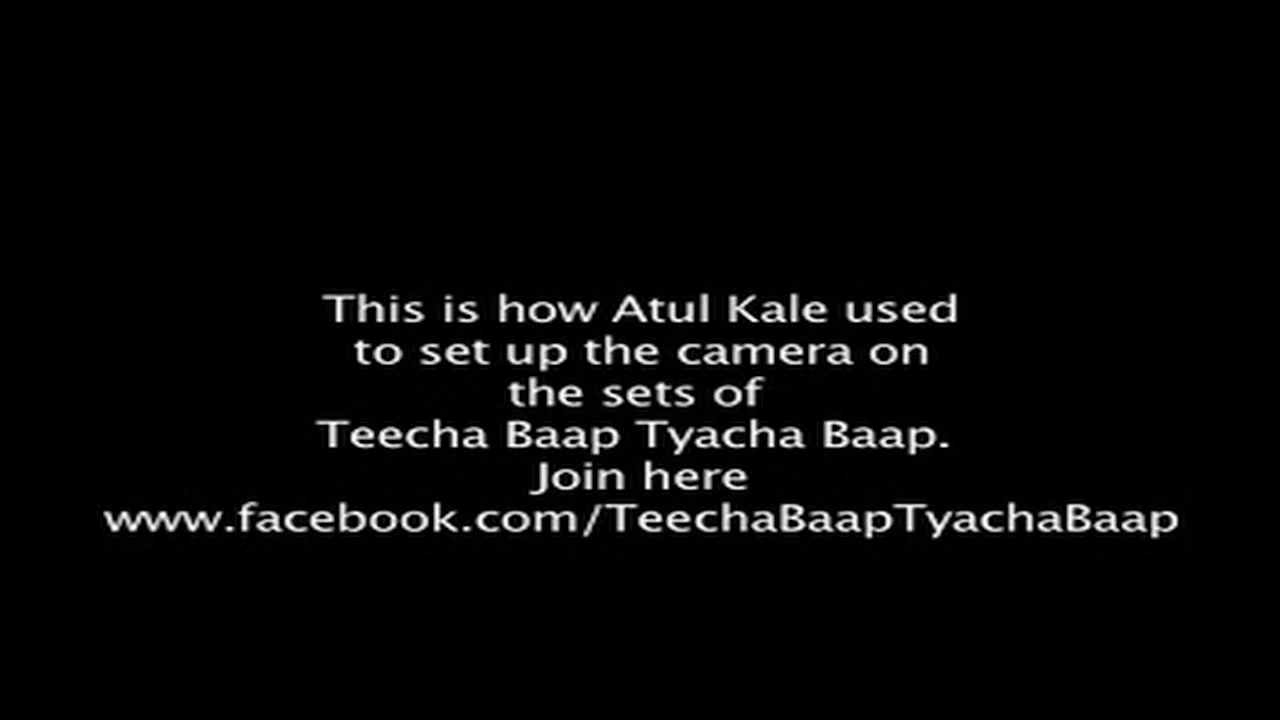 This is how Atul Kale used
to set up the camera on
the sets of
Teecha Baap Tyacha Baap.
Join here
www.facebook.com/TeechaBaapTyachaBaap